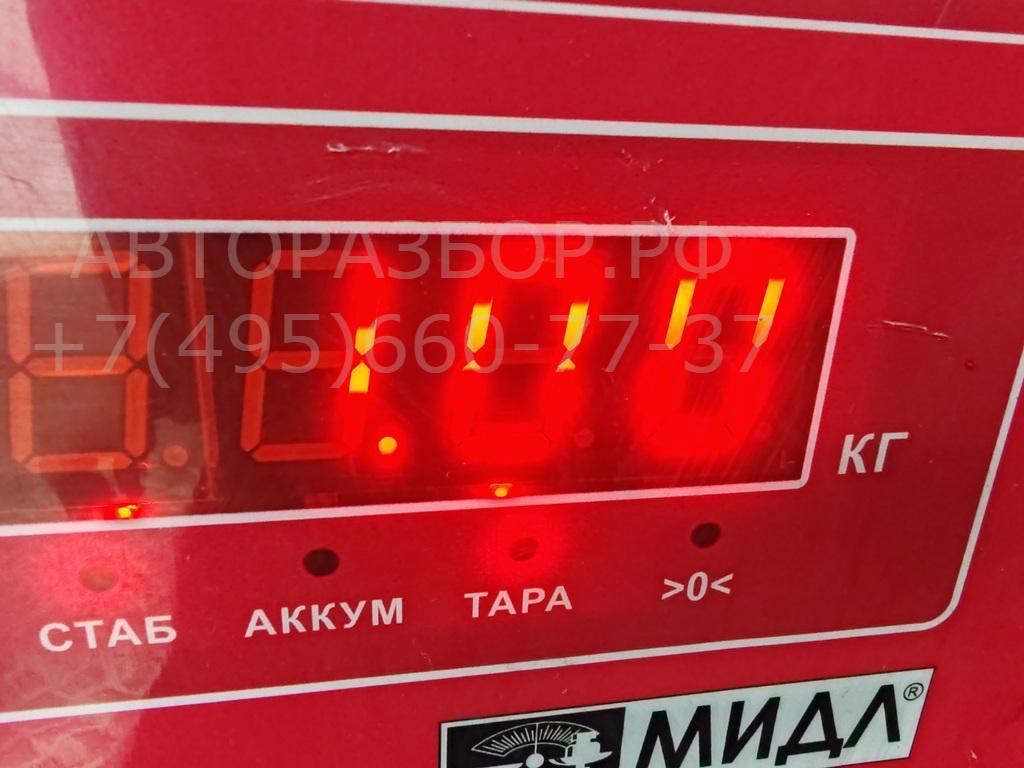 АВТОРАЗБОР.РФ
+7(495)660-77-37
КГ
СТАБ АККУМ ТАРА >0<
МИДЛ®